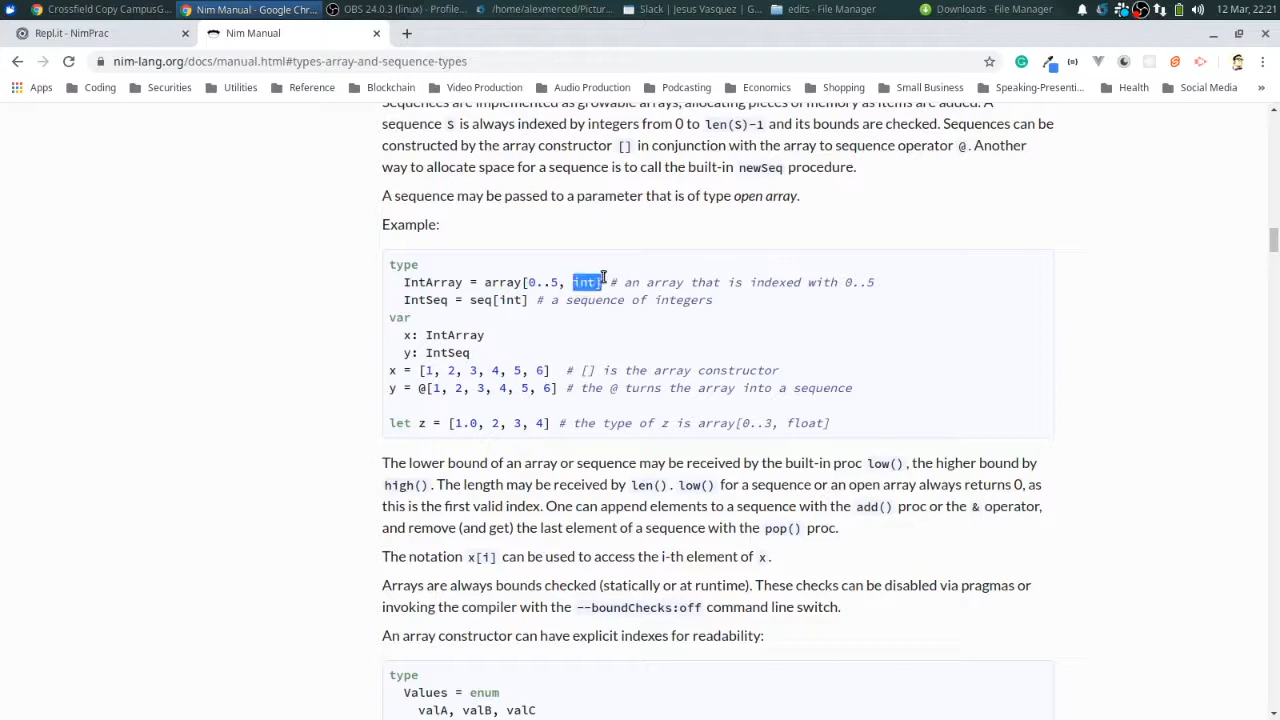 Crossfield Copy CampusG...
Nim Manual - Google Chr...
OBS 24.0.3 (linux) - Profile...
/home/alexmerced/Pictur...
Slack | Jesus Vasquez | G...
edits - File Manager
Downloads - File Manager
12 Mar, 22:21
Repl.it - NimPrac
Nim Manual
nim-lang.org/docs/manual.html#types-array-and-sequence-types
Apps Coding Securities Utilities Reference Blockchain Video Production Audio Production Podcasting Economics Shopping Small Business Speaking-Presenti... Health Social Media »
Sequences are implemented as growable arrays, allocating pieces of memory as items are added. A
sequence S is always indexed by integers from 0 to len(S)-1 and its bounds are checked. Sequences can be
constructed by the array constructor [] in conjunction with the array to sequence operator @. Another
way to allocate space for a sequence is to call the built-in newSeq procedure.
A sequence may be passed to a parameter that is of type open array.
Example:
type
IntArray = array[0..5, int] # an array that is indexed with 0..5
IntSeq = seq[int] # a sequence of integers
var
x: IntArray
y: IntSeq
x = [1, 2, 3, 4, 5, 6] # [] is the array constructor
y = @[1, 2, 3, 4, 5, 6] # the @ turns the array into a sequence
let z = [1.0, 2, 3, 4] # the type of z is array[0..3, float]
The lower bound of an array or sequence may be received by the built-in proc low(), the higher bound by
high(). The length may be received by len(). low() for a sequence or an open array always returns 0, as
this is the first valid index. One can append elements to a sequence with the add() proc or the & operator,
and remove (and get) the last element of a sequence with the pop() proc.
The notation x[i] can be used to access the i-th element of x.
Arrays are always bounds checked (statically or at runtime). These checks can be disabled via pragmas or
invoking the compiler with the --boundChecks:off command line switch.
An array constructor can have explicit indexes for readability:
type
Values = enum
valA, valB, valC